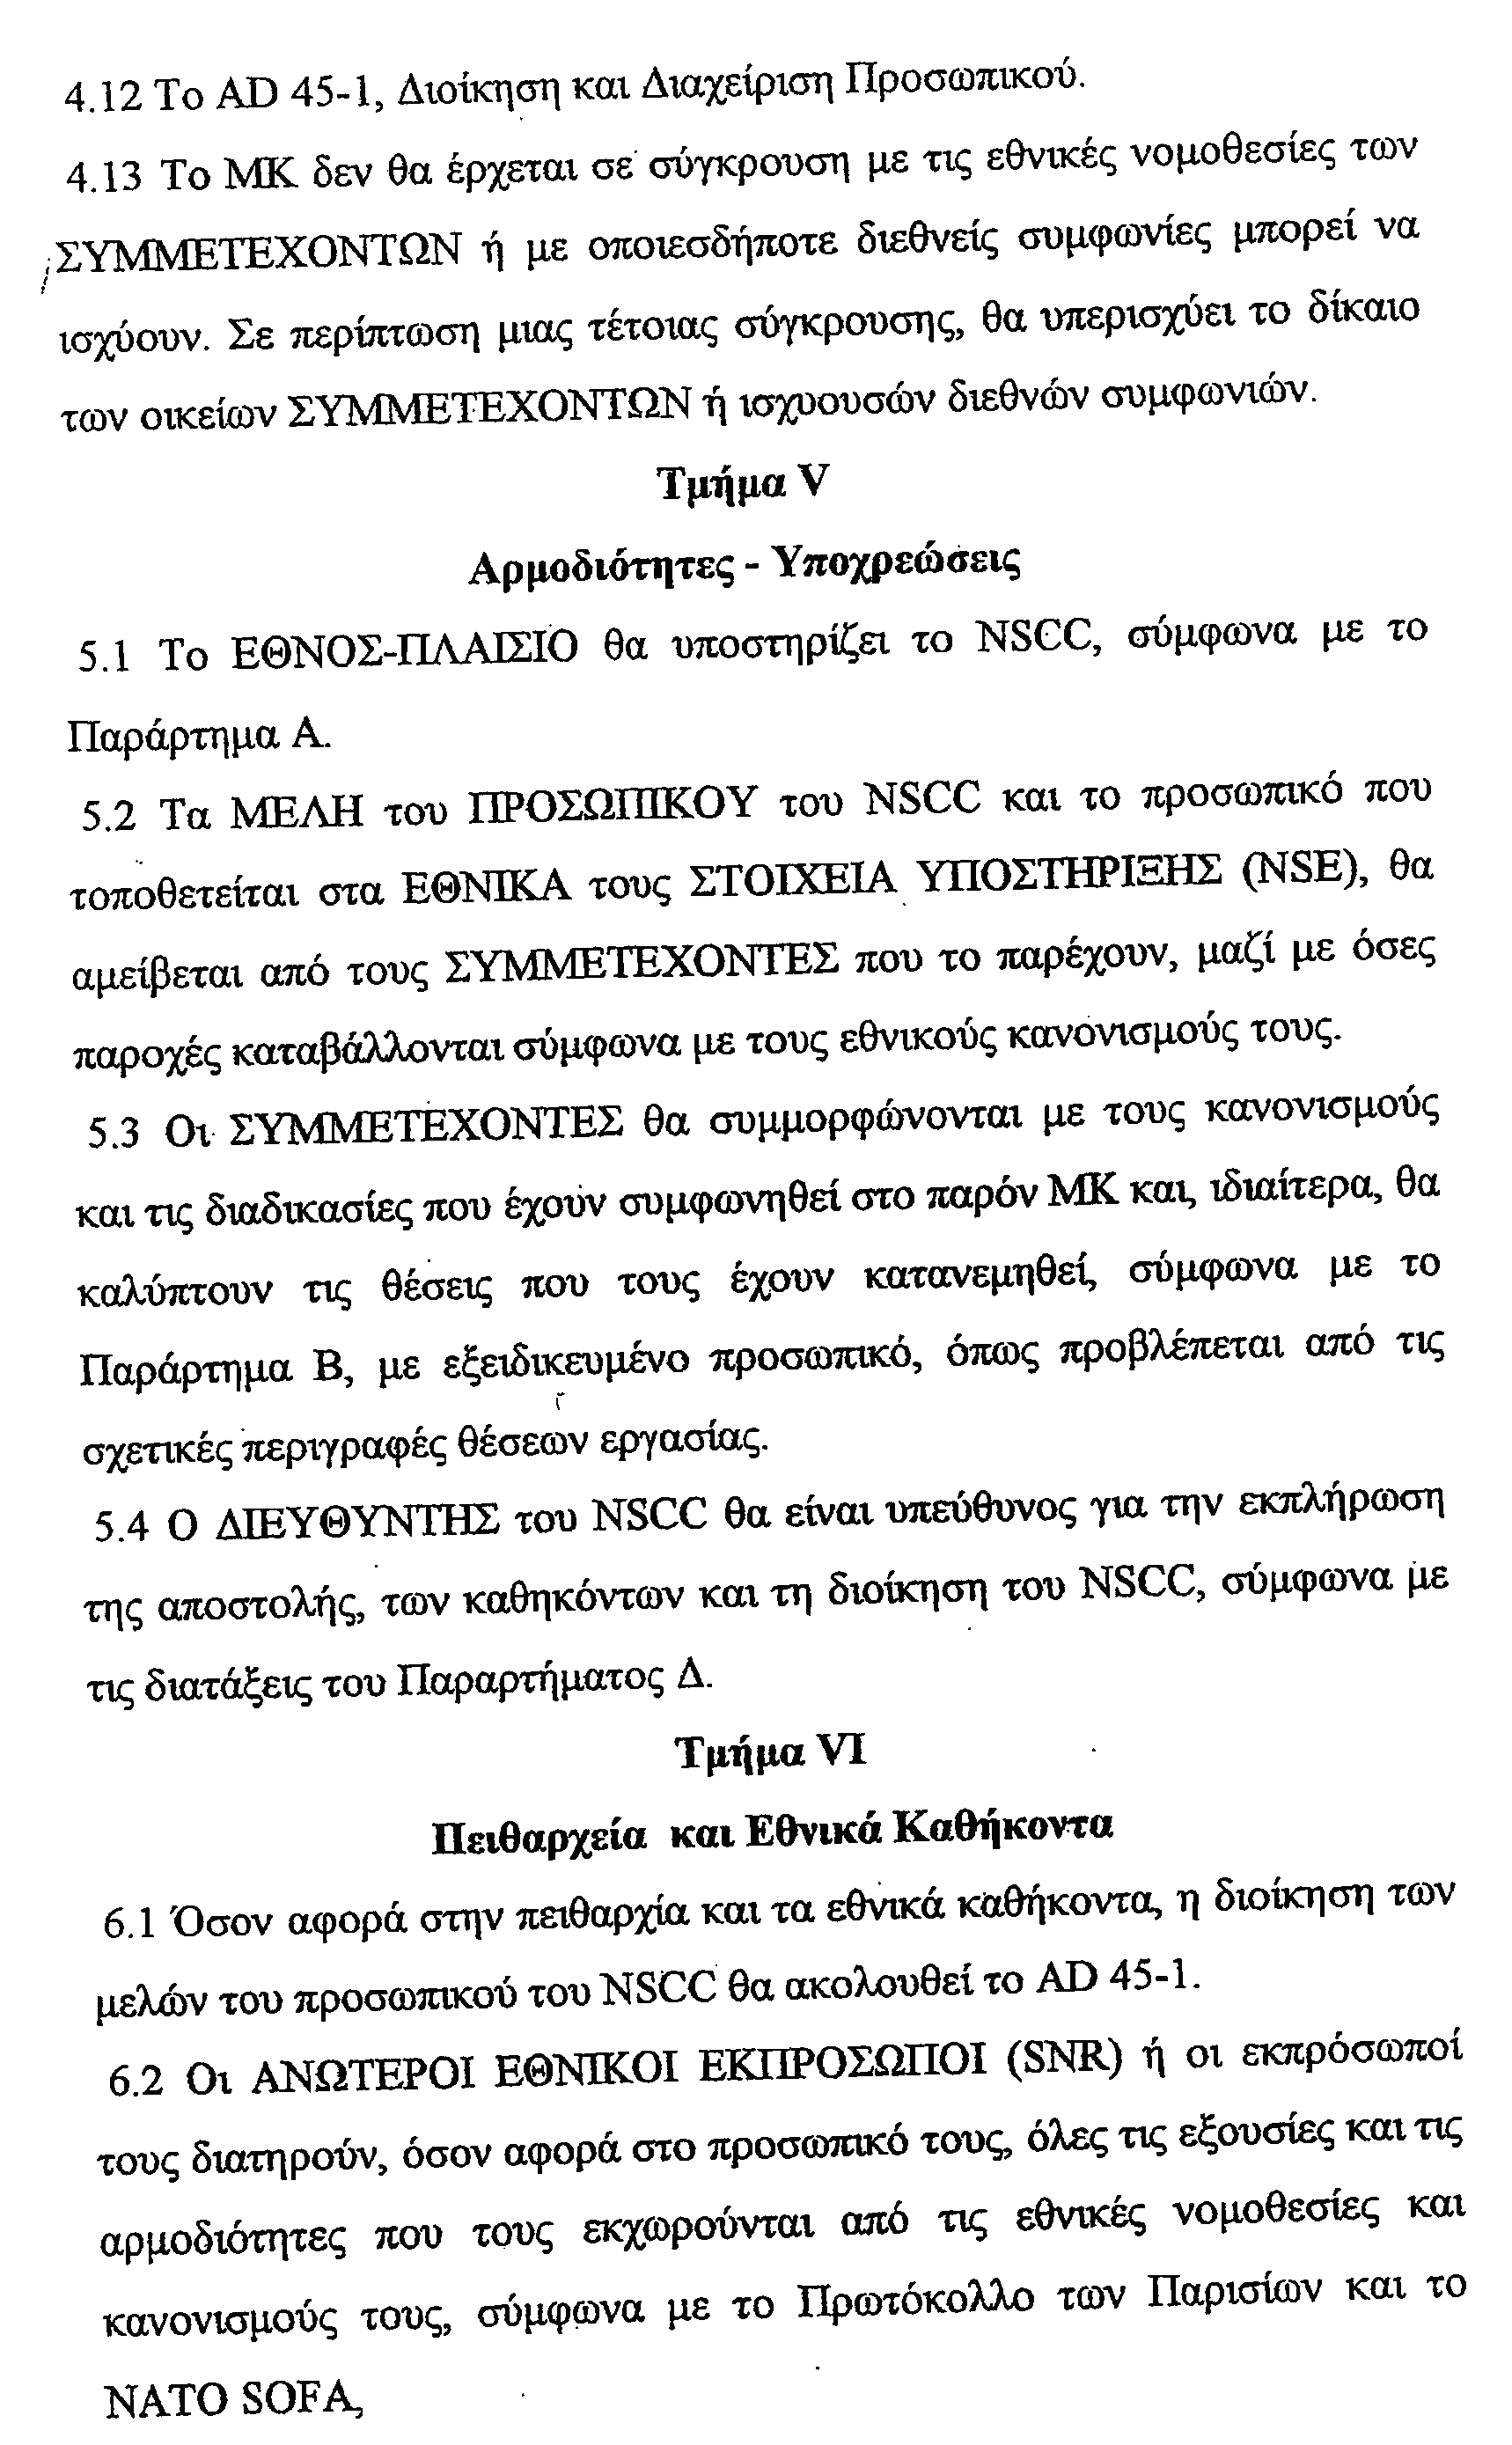 4.12 Το AD 45-1, Διοίκηση και Διαχείριση Προσωπικού.
4.13 Το ΜΚ δεν θα έρχεται σε σύγκρουση με τις εθνικές νομοθεσίες των
ΣΥΜΜΕΤΕΧΟΝΤΩΝ ή με οποιεσδήποτε διεθνείς συμφωνίες μπορεί να
ισχύουν. Σε περίπτωση μιας τέτοιας σύγκρουσης, θα υπερισχύει το δίκαιο
των οικείων ΣΥΜΜΕΤΕΧΟΝΤΩΝ ή ισχυουσών διεθνών συμφωνιών.
Τμήμα V
Αρμοδιότητες - Υποχρεώσεις
5.1 Το ΕΘΝΟΣ-ΠΛΑΙΣΙΟ θα υποστηρίζει το NSCC, σύμφωνα με το
Παράρτημα Α.
5.2 Τα ΜΕΛΗ του ΠΡΟΣΩΠΙΚΟΥ του NSCC και το προσωπικό που
τοποθετείται στα ΕΘΝΙΚΑ τους ΣΤΟΙΧΕΙΑ ΥΠΟΣΤΗΡΙΞΗΣ (NSE), θα
αμείβεται από τους ΣΥΜΜΕΤΕΧΟΝΤΕΣ που το παρέχουν, μαζί με όσες
παροχές καταβάλλονται σύμφωνα με τους εθνικούς κανονισμούς τους.
5.3 Οι ΣΥΜΜΕΤΕΧΟΝΤΕΣ θα συμμορφώνονται με τους κανονισμούς
και τις διαδικασίες που έχουν συμφωνηθεί στο παρόν ΜΚ και, ιδιαίτερα, θα
καλύπτουν τις θέσεις που τους έχουν κατανεμηθεί, σύμφωνα με το
Παράρτημα Β, με εξειδικευμένο προσωπικό, όπως προβλέπεται από τις
σχετικές περιγραφές θέσεων εργασίας.
5.4 Ο ΔΙΕΥΘΥΝΤΗΣ του NSCC θα είναι υπεύθυνος για την εκπλήρωση
της αποστολής, των καθηκόντων και τη διοίκηση του NSCC, σύμφωνα με
τις διατάξεις του Παραρτήματος Δ.
Τμήμα VI
Πειθαρχεία και Εθνικά Καθήκοντα
6.1 Όσον αφορά στην πειθαρχία και τα εθνικά καθήκοντα, η διοίκηση των
μελών του προσωπικού του NSCC θα ακολουθεί το AD 45-1.
6.2 Οι ΑΝΩΤΕΡΟΙ ΕΘΝΙΚΟΙ ΕΚΠΡΟΣΩΠΟΙ (SNR) ή οι εκπρόσωποί
τους διατηρούν, όσον αφορά στο προσωπικό τους, όλες τις εξουσίες και τις
αρμοδιότητες που τους εκχωρούνται από τις εθνικές νομοθεσίες και
κανονισμούς τους, σύμφωνα με το Πρωτόκολλο των Παρισίων και το
NATO SOFA,